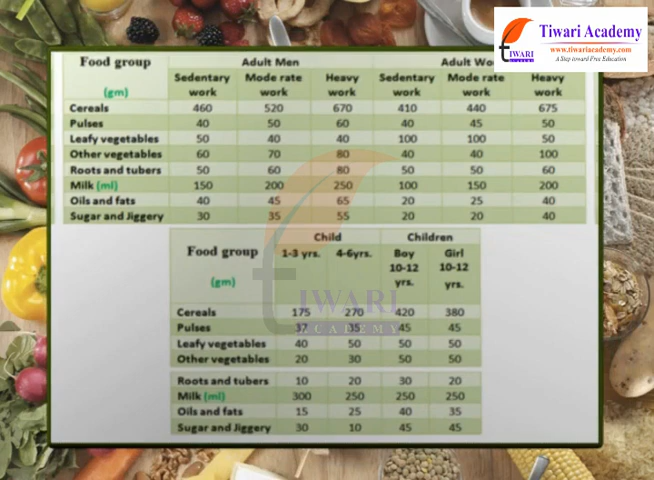 Tiwari Academy
www.tiwariacademy.com
A Step toward Free Education
TIWARI
ACADEMY
Food group Adult Men Adult Wo
(gm) Sedentary work Mode rate work Heavy work Sedentary work Mode rate work Heavy work
Cereals 460 520 670 410 440 675
Pulses 40 50 60 40 45 50
Leafy vegetables 50 40 40 100 100 50
Other vegetables 60 70 80 40 40 100
Roots and tubers 50 60 80 50 50 60
Milk (ml) 150 200 250 100 150 200
Oils and fats 40 45 65 20 25 40
Sugar and Jiggery 30 35 55 20 20 40
Food group Child Children
(gm) 1-3 yrs. 4-6yrs. Boy 10-12 yrs. Girl 10-12 yrs.
Cereals 175 270 420 380
Pulses 37 35 45 45
Leafy vegetables 40 50 50 50
Other vegetables 20 30 50 50
Roots and tubers 10 20 30 20
Milk (ml) 300 250 250 250
Oils and fats 15 25 40 35
Sugar and Jiggery 30 10 45 45
TIWARI
ACADEMY